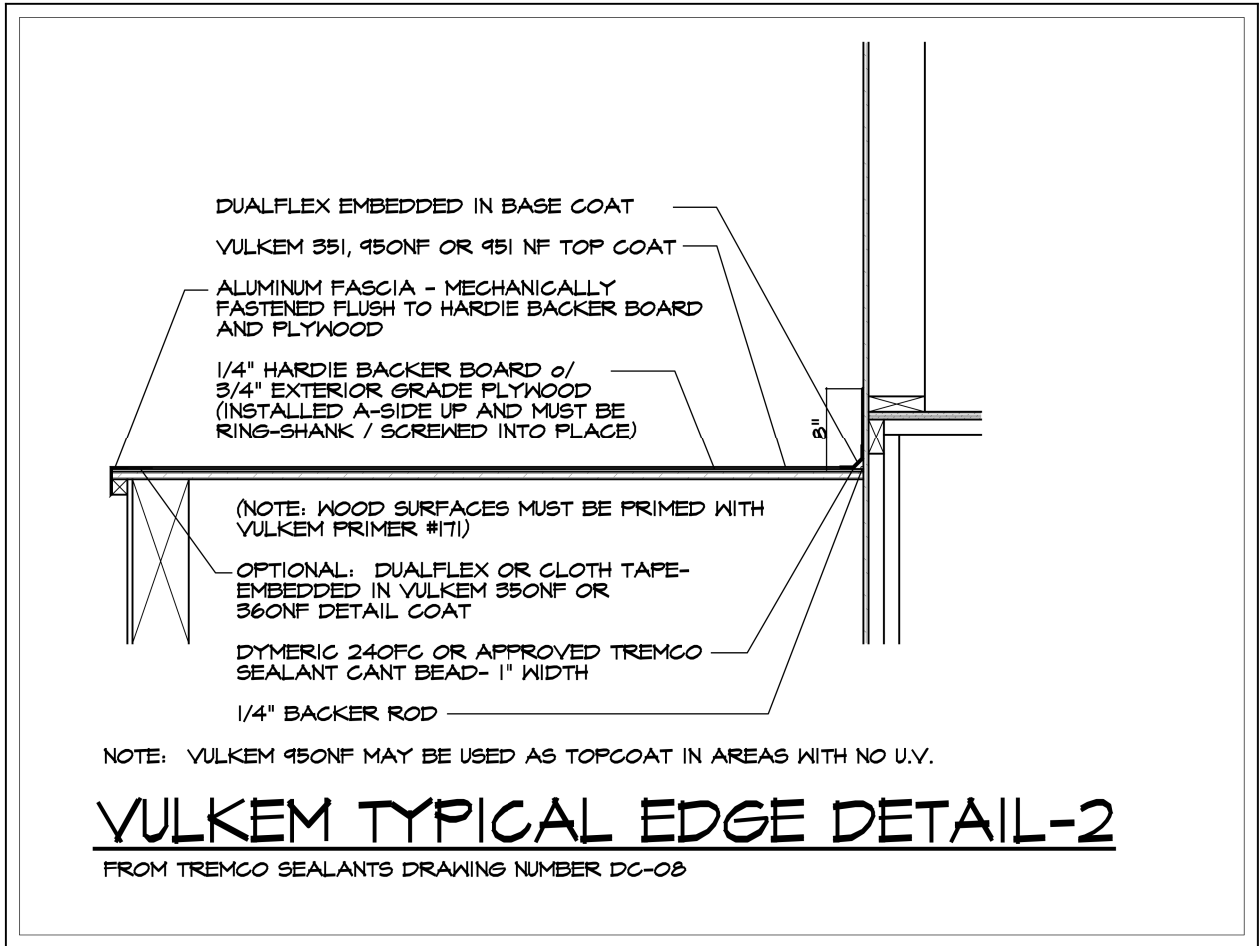 DUALFLEX EMBEDDED IN BASE COAT
VULKEM 351, 950NF OR 951 NF TOP COAT
ALUMINUM FASCIA - MECHANICALLY
FASTENED FLUSH TO HARDIE BACKER BOARD
AND PLYWOOD
1/4" HARDIE BACKER BOARD o/
3/4" EXTERIOR GRADE PLYWOOD
(INSTALLED A-SIDE UP AND MUST BE
RING-SHANK / SCREWED INTO PLACE)
8"
(NOTE: WOOD SURFACES MUST BE PRIMED WITH
VULKEM PRIMER #171)
OPTIONAL: DUALFLEX OR CLOTH TAPE-
EMBEDDED IN VULKEM 350NF OR
360NF DETAIL COAT
DYMERIC 240FC OR APPROVED TREMCO
SEALANT CANT BEAD- 1" WIDTH
1/4" BACKER ROD
NOTE: VULKEM 950NF MAY BE USED AS TOPCOAT IN AREAS WITH NO U.V.
VULKEM TYPICAL EDGE DETAIL-2
FROM TREMCO SEALANTS DRAWING NUMBER DC-08